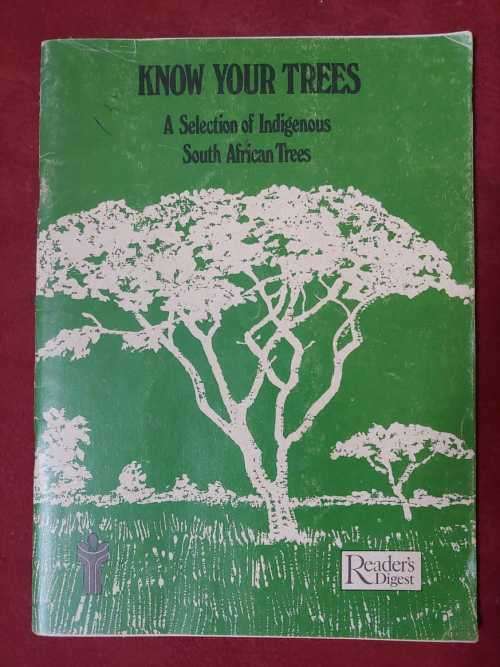 KNOW YOUR TREES
A Selection of Indigenous
South African Trees
Reader's
Digest